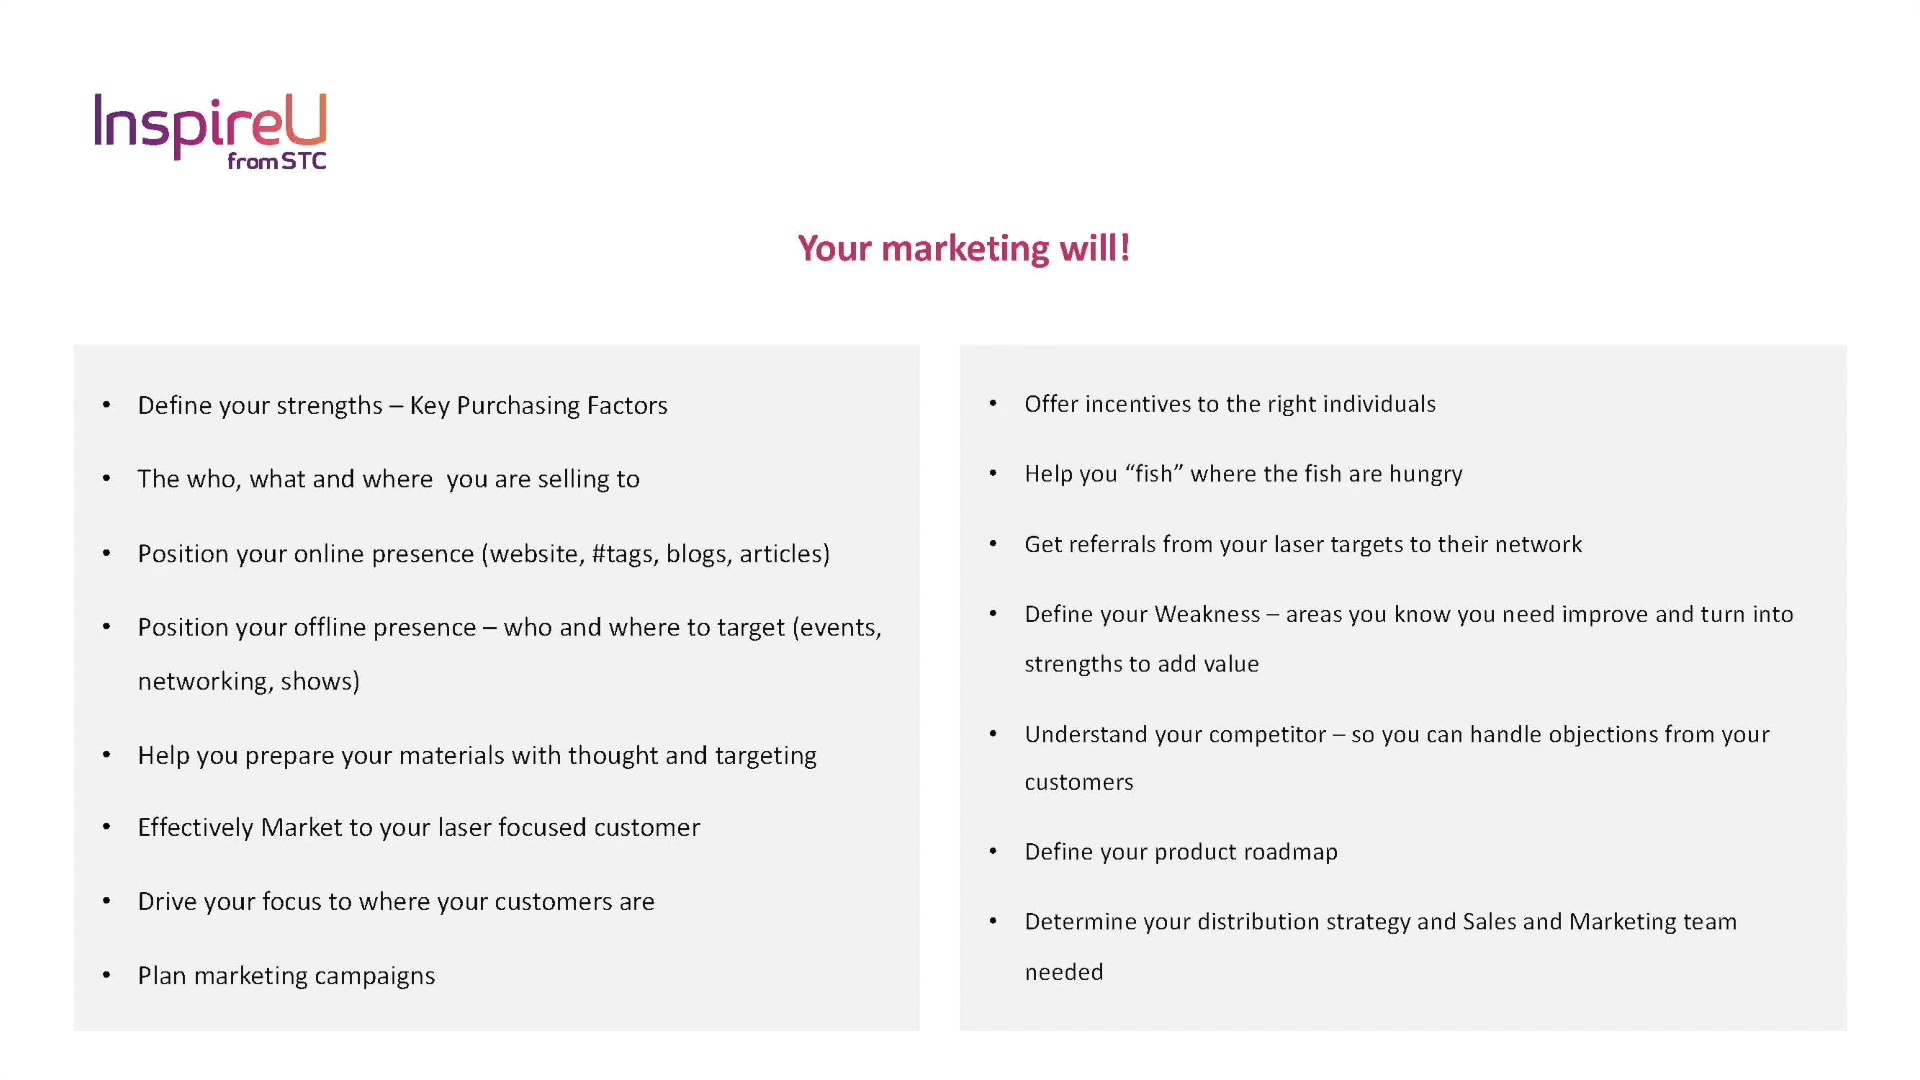 InspireU
from STC
Your marketing will!
• Define your strengths – Key Purchasing Factors
• The who, what and where  you are selling to
• Position your online presence (website, #tags, blogs, articles)
• Position your offline presence – who and where to target (events,
networking, shows)
• Help you prepare your materials with thought and targeting
• Effectively Market to your laser focused customer
• Drive your focus to where your customers are
• Plan marketing campaigns
• Offer incentives to the right individuals
• Help you “fish” where the fish are hungry
• Get referrals from your laser targets to their network
• Define your Weakness – areas you know you need improve and turn into
strengths to add value
• Understand your competitor – so you can handle objections from your
customers
• Define your product roadmap
• Determine your distribution strategy and Sales and Marketing team
needed